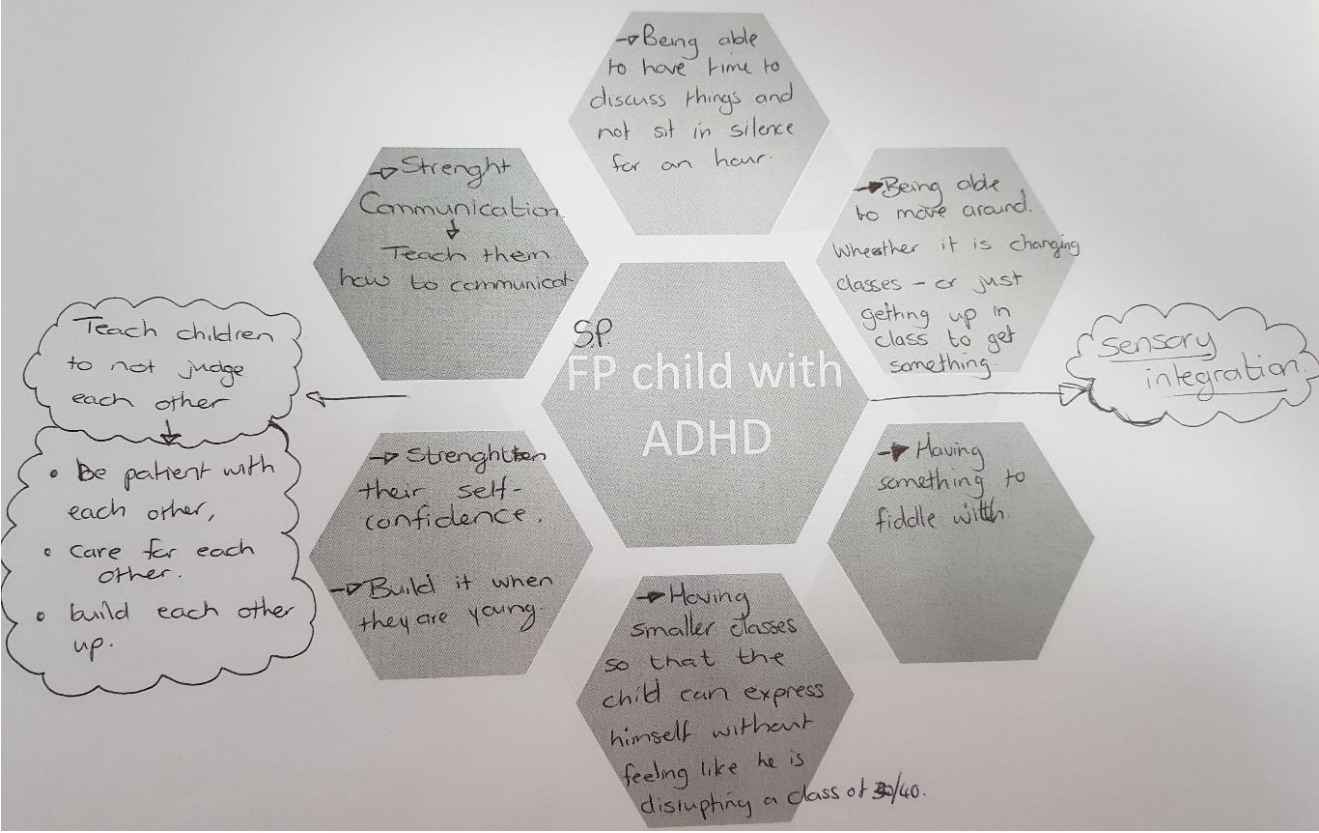 →Being able
to have time to
discuss things and
not sit in silence
for an hour.
→Strenght
Communication.
↓
Teach them
how to communicat
→Being able
to move around.
Wheather it is changing
classes - or just
getting up in
class to get
something.
S.P.
FP child with
ADHD
sensory
integration.
Teach children
to not judge
each other
↓
• Be patient with
each other,
• care for each
other.
• build each other
up.
→ Strenghten
their self-
confidence.
→Build it when
they are young.
→ Having
something to
fiddle with.
→Having
smaller classes
so that the
child can express
himself without
feeling like he is
disrupting a class of 30/40.